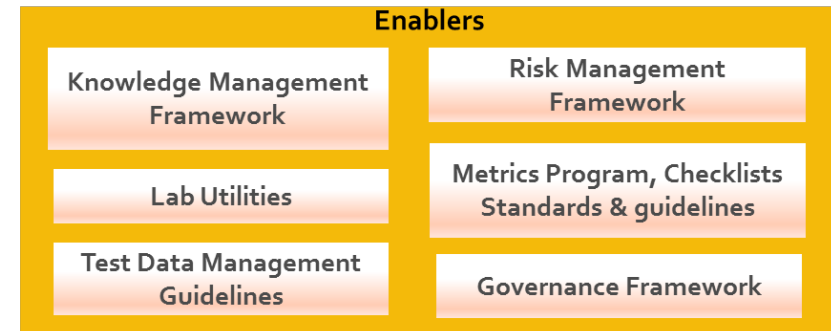 Enablers
Knowledge Management
Framework
Lab Utilities
Test Data Management
Guidelines
Risk Management
Framework
Metrics Program, Checklists
Standards & guidelines
Governance Framework